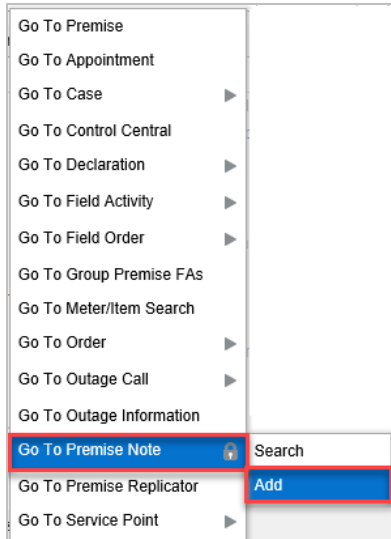 Go To Premise
Go To Appointment
Go To Case
Go To Control Central
Go To Declaration
Go To Field Activity
Go To Field Order
Go To Group Premise FAs
Go To Meter/Item Search
Go To Order
Go To Outage Call
Go To Outage Information
Go To Premise Note
Search
Go To Premise Replicator
Add
Go To Service Point